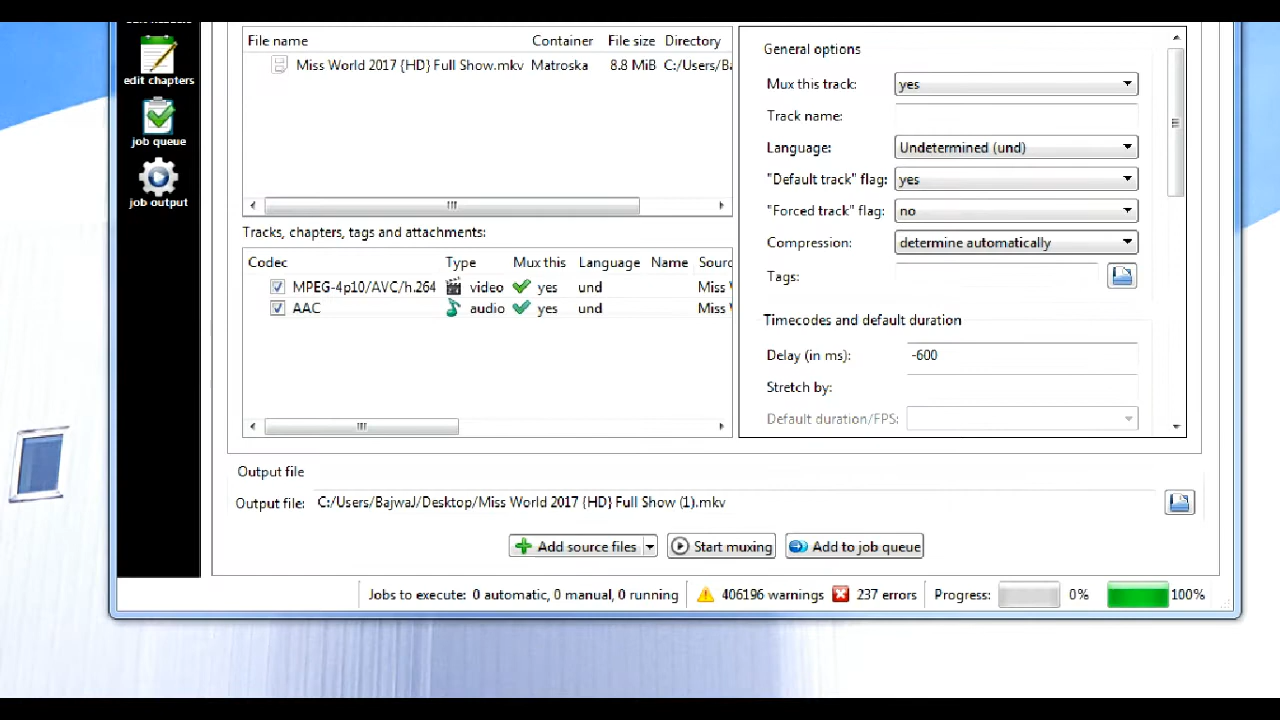 File name Container File size Directory
Miss World 2017 {HD} Full Show.mkv Matroska 8.8 MiB C:/Users/Ba
edit chapters
job queue
job output
Tracks, chapters, tags and attachments:
Codec Type Mux this Language Name Sourc
MPEG-4p10/AVC/h.264 video yes und Miss
AAC audio yes und Miss
General options
Mux this track: yes
Track name:
Language: Undetermined (und)
"Default track" flag: yes
"Forced track" flag: no
Compression: determine automatically
Tags:
Timecodes and default duration
Delay (in ms): -600
Stretch by:
Default duration/FPS:
Output file
Output file: C:/Users/BajwaJ/Desktop/Miss World 2017 {HD} Full Show (1).mkv
Add source files Start muxing Add to job queue
Jobs to execute: 0 automatic, 0 manual, 0 running 406196 warnings 237 errors Progress: 0% 100%